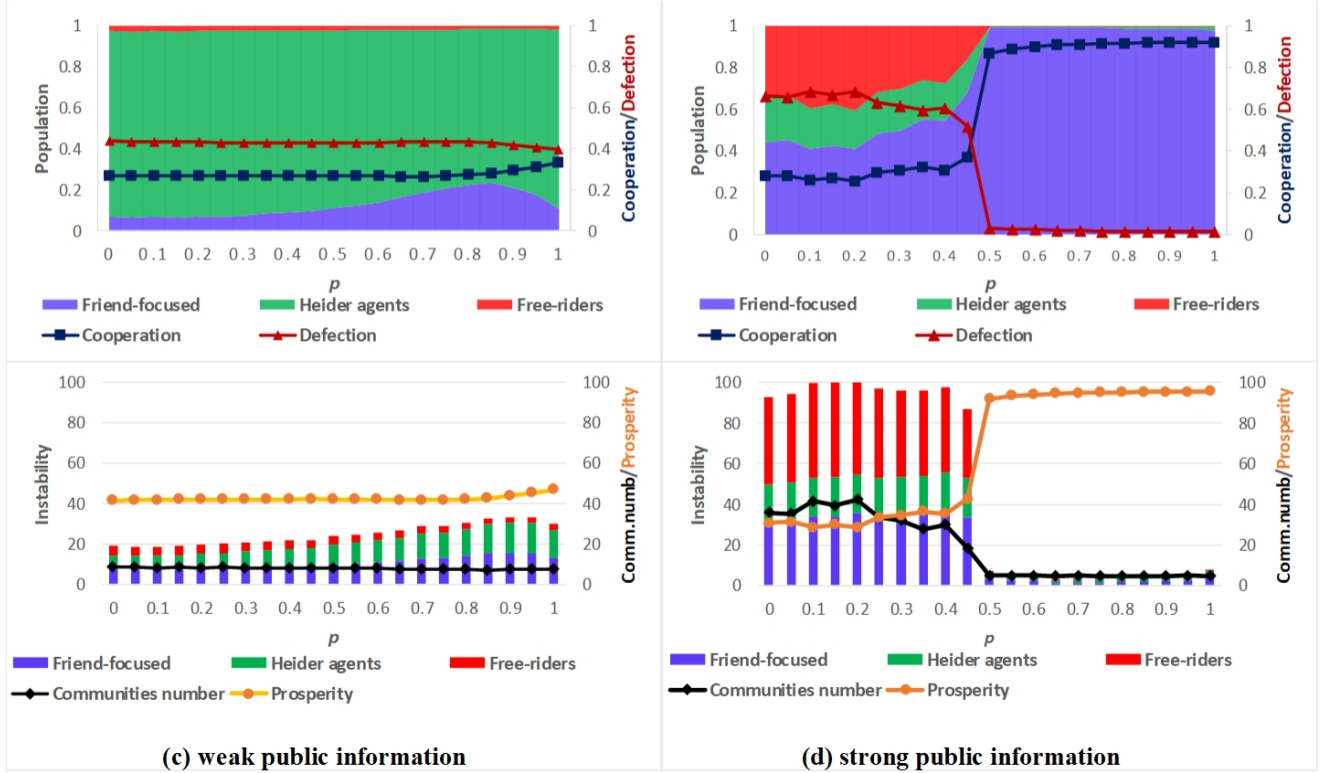 1 0.8 0.6 0.4 0.2 0
Population
1 0.8 0.6 0.4 0.2 0
Cooperation/Defection
0 0.1 0.2 0.3 0.4 0.5 0.6 0.7 0.8 0.9 1
p
Friend-focused Heider agents Free-riders
Cooperation Defection
1 0.8 0.6 0.4 0.2 0
Population
1 0.8 0.6 0.4 0.2 0
Cooperation/Defection
0 0.1 0.2 0.3 0.4 0.5 0.6 0.7 0.8 0.9 1
p
Friend-focused Heider agents Free-riders
Cooperation Defection
100 80 60 40 20 0
Instability
100 80 60 40 20 0
Comm.numb/Prosperity
0 0.1 0.2 0.3 0.4 0.5 0.6 0.7 0.8 0.9 1
p
Friend-focused Heider agents Free-riders
Communities number Prosperity
(c) weak public information
100 80 60 40 20 0
Instability
100 80 60 40 20 0
Comm.numb/Prosperity
0 0.1 0.2 0.3 0.4 0.5 0.6 0.7 0.8 0.9 1
p
Friend-focused Heider agents Free-riders
Communities number Prosperity
(d) strong public information